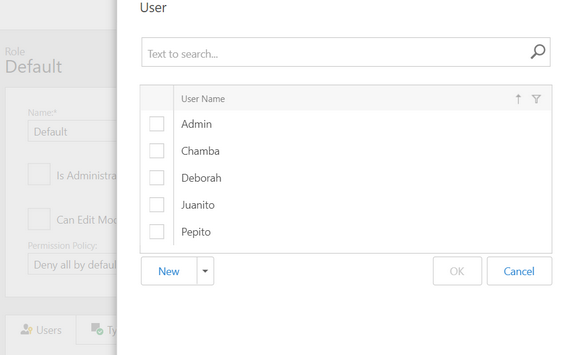 User
Text to search...
Role
Default
Name:*
Default
Is Administra
Can Edit Mod
Permission Policy:
Deny all by defaul
Users
Ty
User Name
Admin
Chamba
Deborah
Juanito
Pepito
New
OK
Cancel